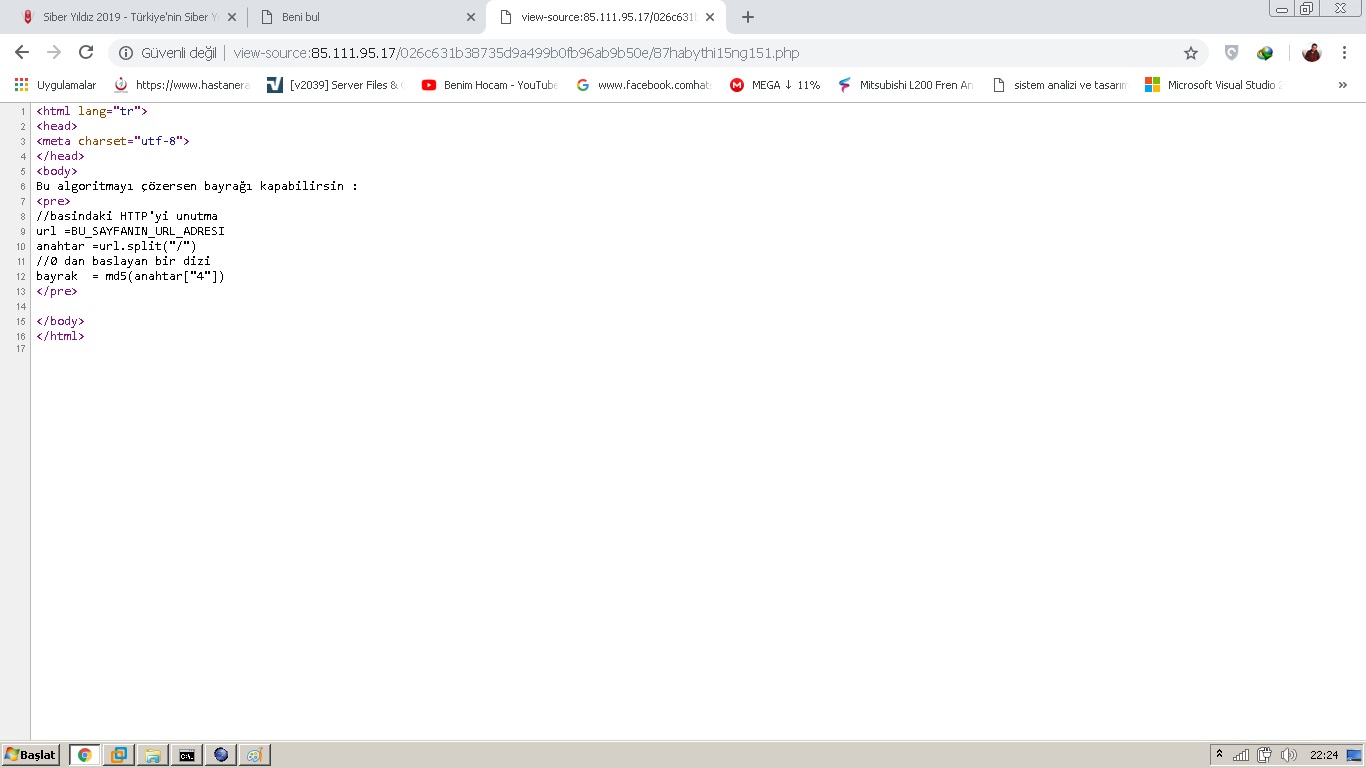 Siber Yıldız 2019 - Türkiye'nin Siber Y
Beni bul
view-source:85.111.95.17/026c631
Güvenli değil | view-source:85.111.95.17/026c631b38735d9a499b0fb96ab9b50e/87habythi15ng151.php
Uygulamalar https://www.hastanera [v2039] Server Files & C Benim Hocam - YouTube www.facebook.comhats MEGA ↓ 11% Mitsubishi L200 Fren An sistem analizi ve tasarım Microsoft Visual Studio 2 »
1 <html lang="tr">
2 <head>
3 <meta charset="utf-8">
4 </head>
5 <body>
6 Bu algoritmayı çözersen bayrağı kapabilirsin :
7 <pre>
8 //basindaki HTTP'yi unutma
9 url =BU_SAYFANIN_URL_ADRESI
10 anahtar =url.split("/")
11 //0 dan baslayan bir dizi
12 bayrak  = md5(anahtar["4"])
13 </pre>
14
15 </body>
16 </html>
17
Başlat
22:24